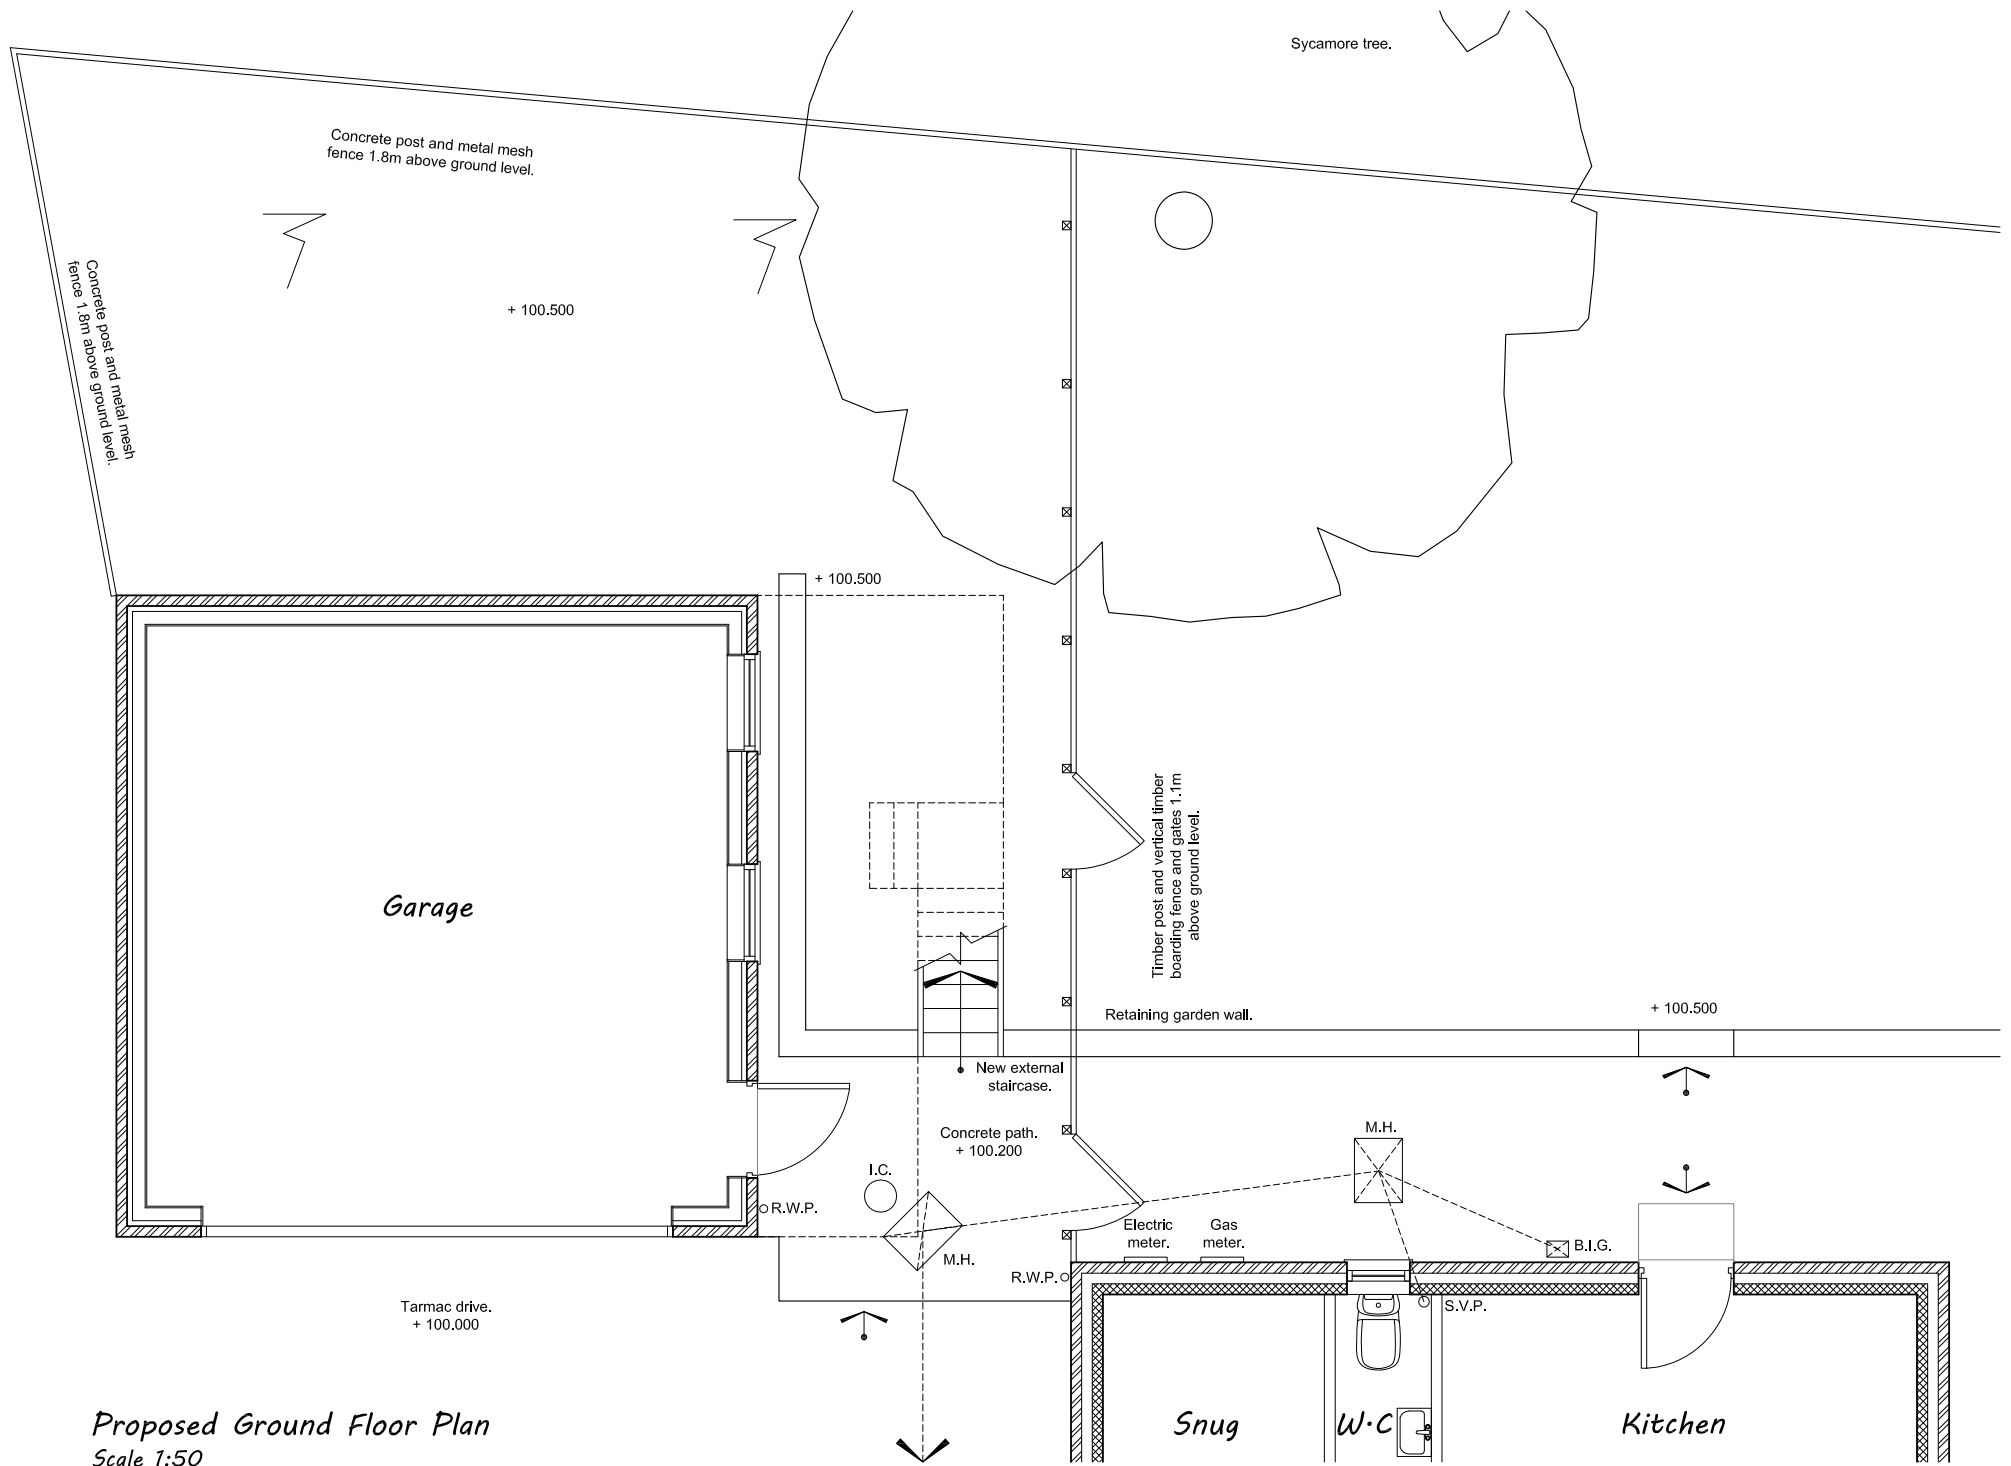 Sycamore tree.
Concrete post and metal mesh
fence 1.8m above ground level.
Concrete post and metal mesh
fence 1.8m above ground level.
+ 100.500
+ 100.500
Garage
Timber post and vertical timber
boarding fence and gates 1.1m
above ground level.
Retaining garden wall.
+ 100.500
New external
staircase.
Concrete path.
+ 100.200
M.H.
I.C.
R.W.P.
Electric
meter.
Gas
meter.
B.I.G.
M.H.
R.W.P.
S.V.P.
Tarmac drive.
+ 100.000
Snug
W.C
Kitchen
Proposed Ground Floor Plan
Scale 1:50